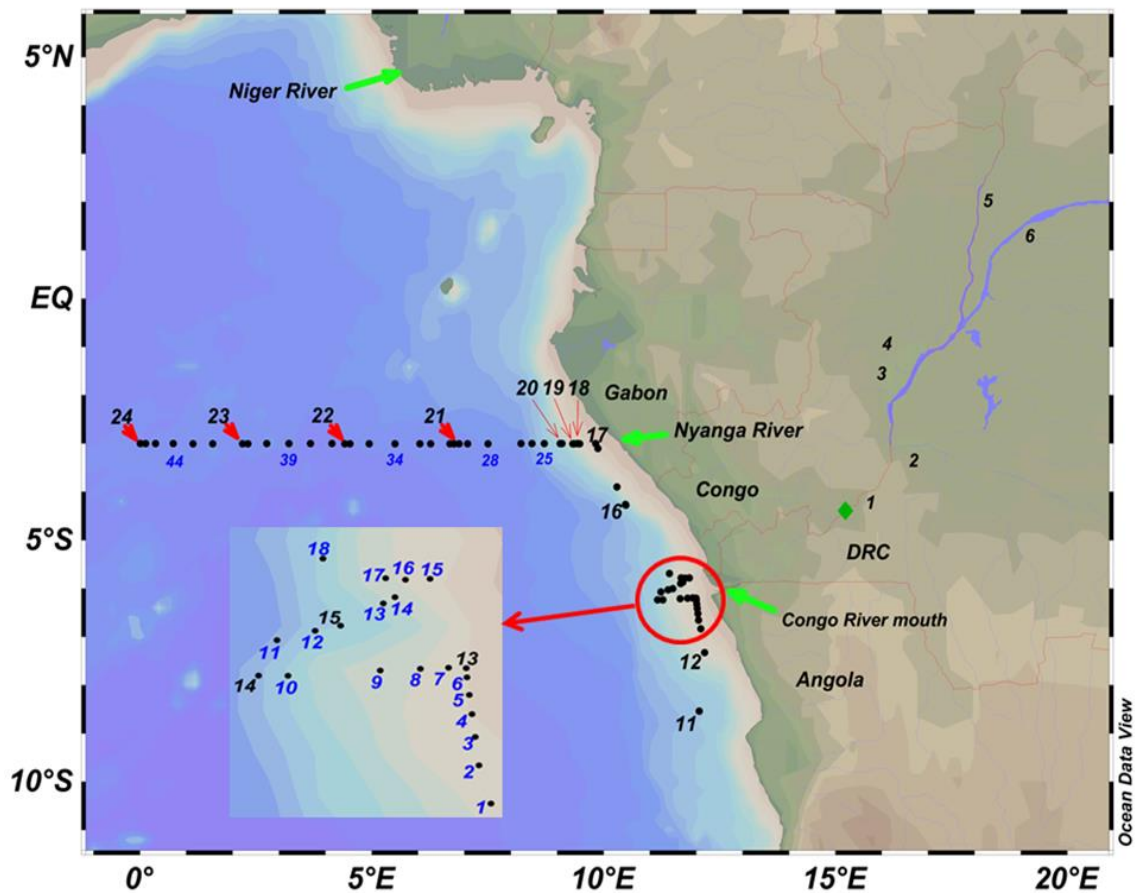 5°N
Niger River
5
6
EQ
4
3
20 19 18
Gabon
24
23
22
21
17
Nyanga River
44
39
34
28
25
2
Congo
1
16
5°S
DRC
18
17
16
15
13
14
15
12
11
13
14
10
9
8
7
6
5
4
3
2
1
Congo River mouth
12
Angola
11
10°S
Ocean Data View
0°
5°E
10°E
15°E
20°E